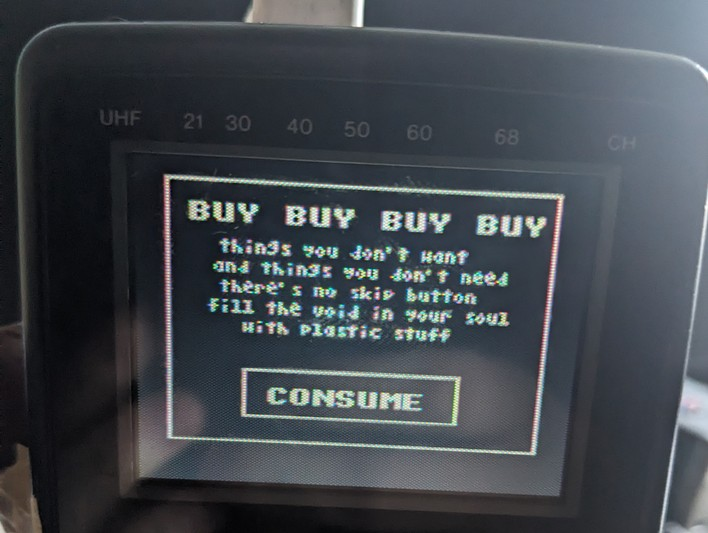 UHF 21 30 40 50 60 68 CH
BUY BUY BUY BUY
things you don't want
and things you don't need
there's no skip button
fill the void in your soul
with plastic stuff
CONSUME